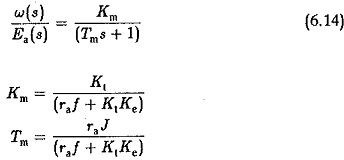 ω(s)/E_a(s) = K_m/(T_m s + 1) (6.14)
K_m = K_t/(r_a f + K_t K_e)
T_m = r_a J/(r_a f + K_t K_e)